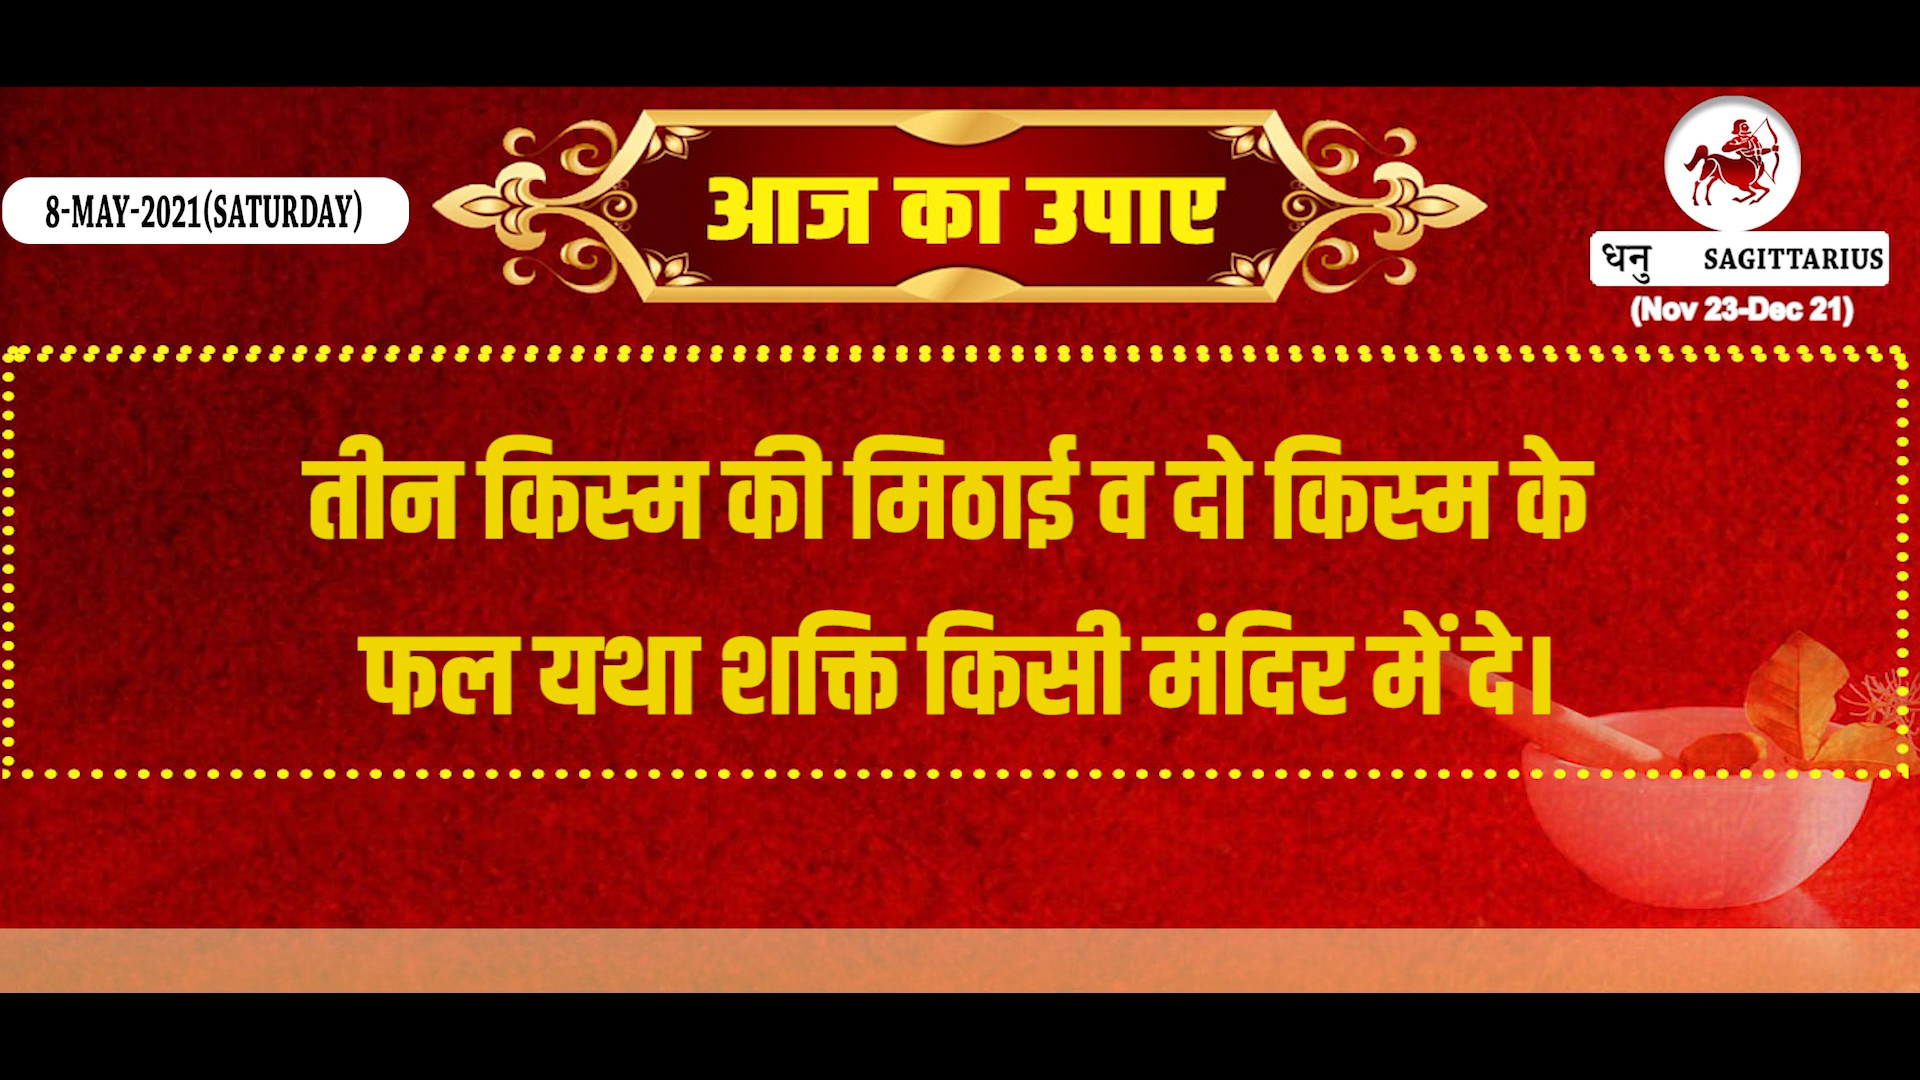 8-MAY-2021(SATURDAY)
आज का उपाए
धनु SAGITTARIUS
(Nov 23-Dec 21)
तीन किस्म की मिठाई व दो किस्म के
फल यथा शक्ति किसी मंदिर में दे।